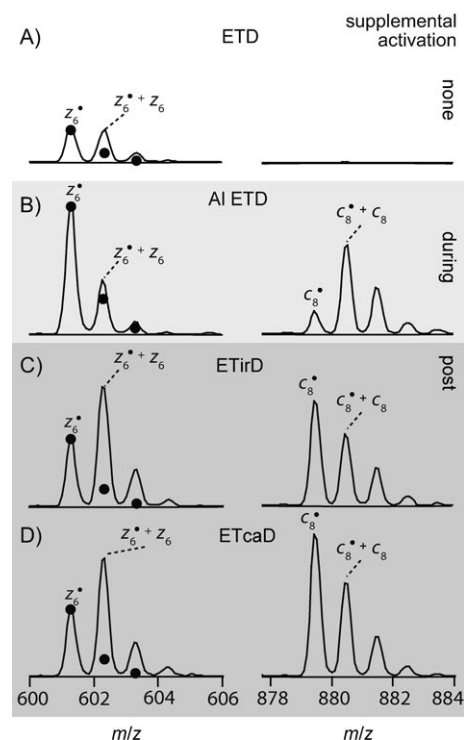 A) ETD supplemental
activation
none
z₆• z₆• + z₆
B) AI ETD
during
z₆•
z₆• + z₆
c₈• c₈• + c₈
C) ETirD
post
z₆• z₆• + z₆
c₈• c₈• + c₈
D) ETcaD
z₆• z₆• + z₆
c₈• c₈• + c₈
600 602 604 606 878 880 882 884
m/z m/z